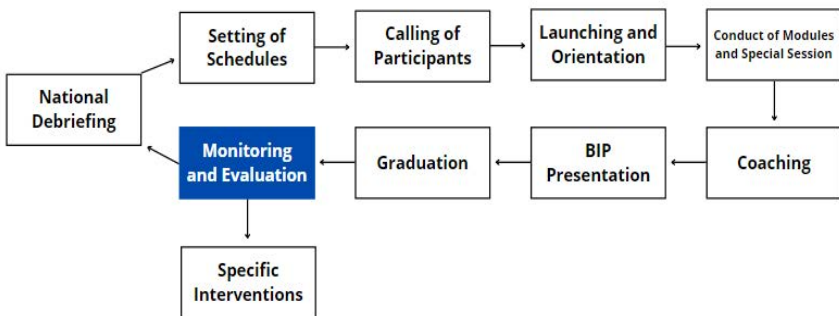 Setting of
Schedules
Calling of
Participants
Launching and
Orientation
Conduct of Modules
and Special Session
National
Debriefing
Monitoring
and Evaluation
Graduation
BIP
Presentation
Coaching
Specific
Interventions